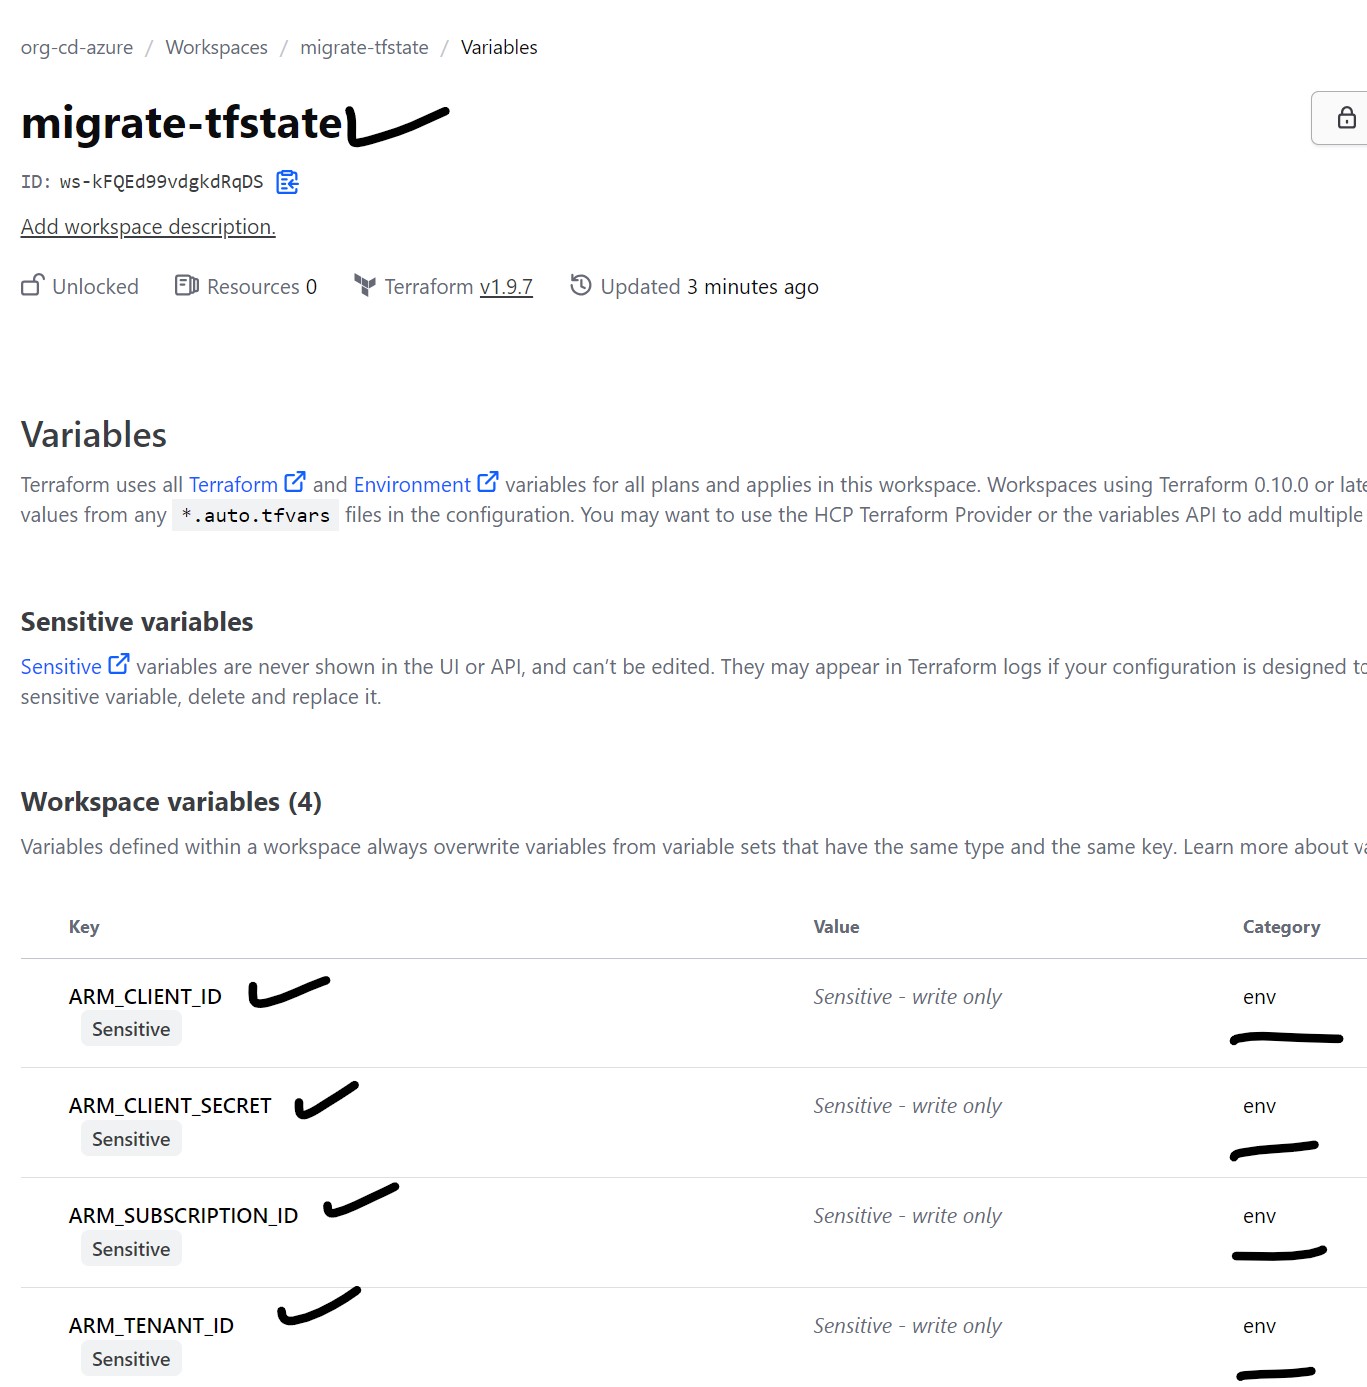 org-cd-azure / Workspaces / migrate-tfstate / Variables
migrate-tfstate
ID: ws-kFQEd99vdgkdRqDS
Add workspace description.
Unlocked Resources 0 Terraform v1.9.7 Updated 3 minutes ago
Variables
Terraform uses all Terraform and Environment variables for all plans and applies in this workspace. Workspaces using Terraform 0.10.0 or late
values from any *.auto.tfvars files in the configuration. You may want to use the HCP Terraform Provider or the variables API to add multiple
Sensitive variables
Sensitive variables are never shown in the UI or API, and can’t be edited. They may appear in Terraform logs if your configuration is designed to
sensitive variable, delete and replace it.
Workspace variables (4)
Variables defined within a workspace always overwrite variables from variable sets that have the same type and the same key. Learn more about va
Key Value Category
ARM_CLIENT_ID Sensitive - write only env
Sensitive
ARM_CLIENT_SECRET Sensitive - write only env
Sensitive
ARM_SUBSCRIPTION_ID Sensitive - write only env
Sensitive
ARM_TENANT_ID Sensitive - write only env
Sensitive